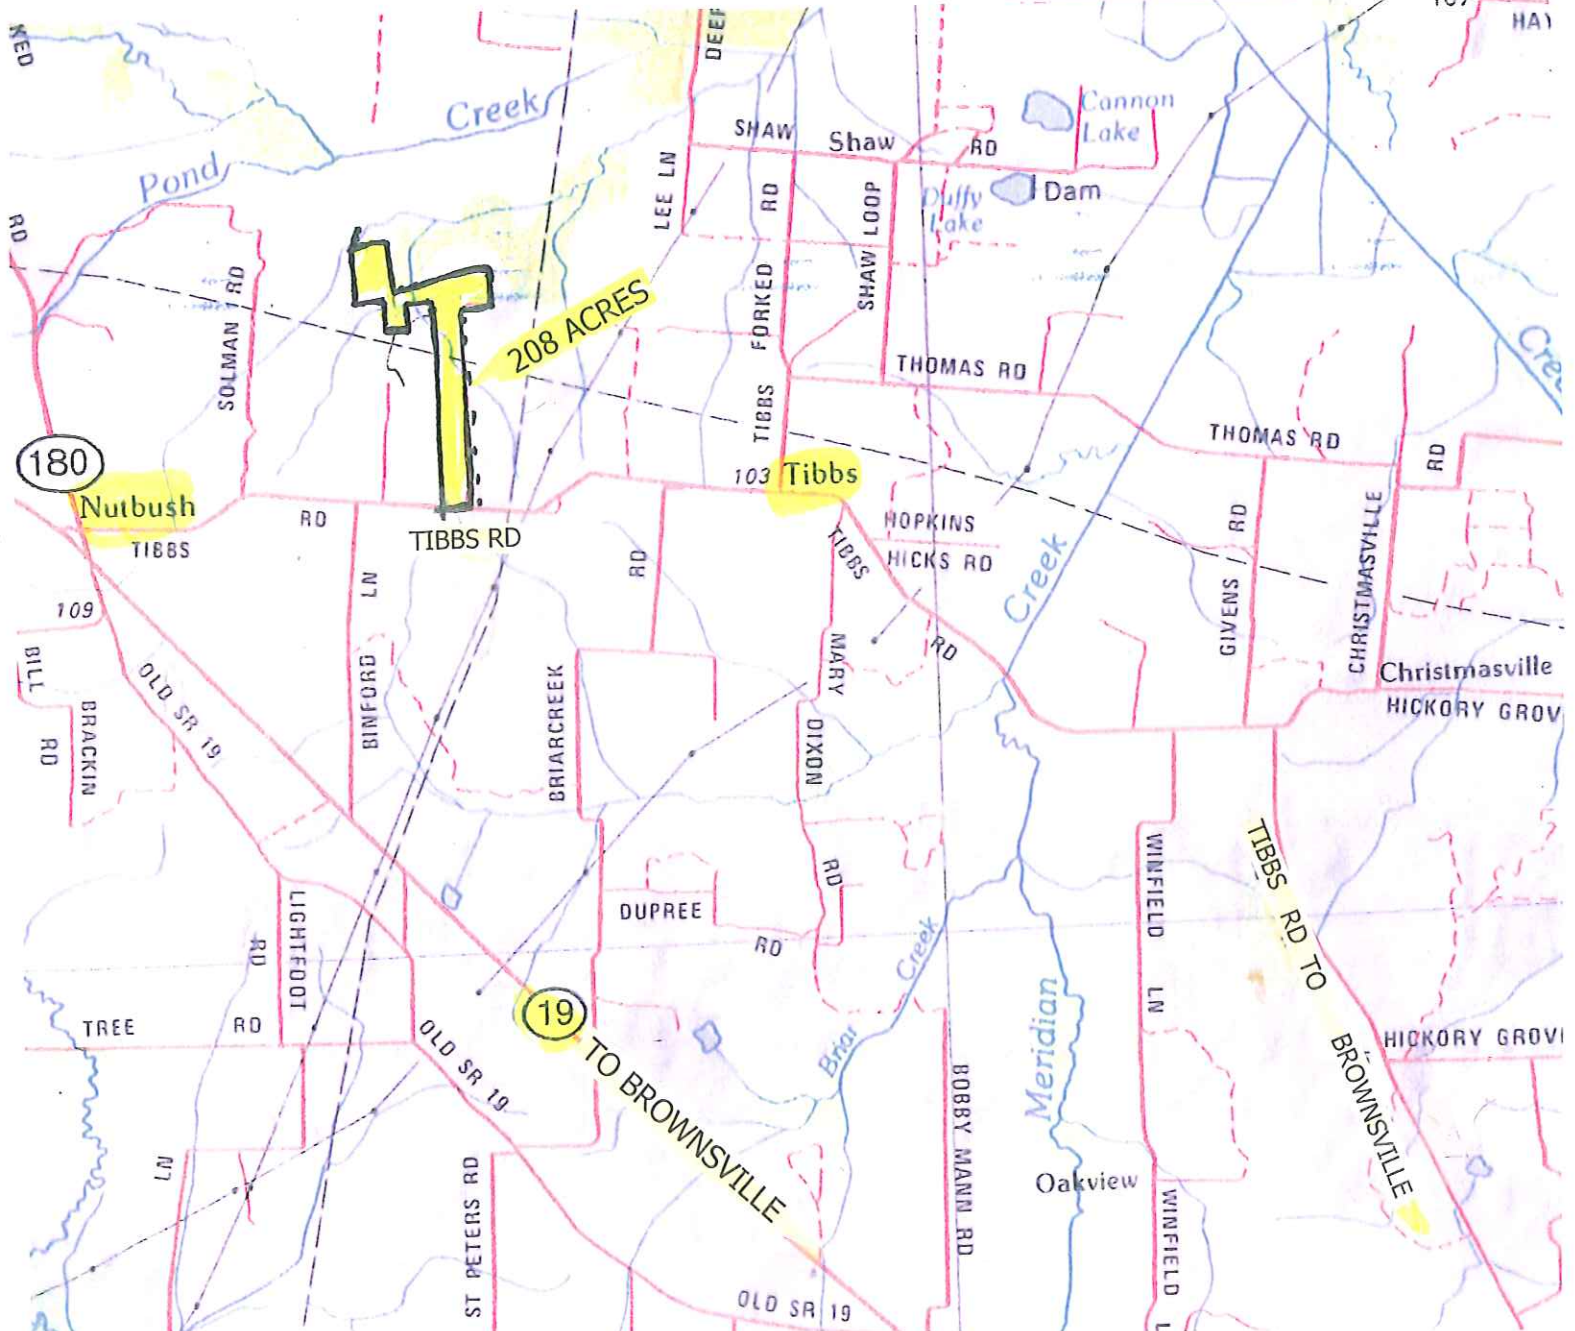 KED
DEEF
HAY
Creek
Cannon
Lake
SHAW
Shaw
RD
Pond
LEE LN
RD
LOOP
Duffy
Lake
Dam
RD
SOLMAN RD
FORKED
SHAW
208 ACRES
Creek
THOMAS RD
TIBBS
THOMAS RD
RD
180
103 Tibbs
Nutbush
RD
TIBBS
TIBBS RD
HOPKINS
HICKS RD
TIBBS
RD
RD
CHRISTMASVILLE
LN
RD
Creek
GIVENS
109
BILL
BRACKIN
RD
OLD SR 19
BINFORD
BRIARCREEK
MARY
DIXON
RD
Christmasville
HICKORY GROV
WINFIELD
LN
TIBBS RD TO
BROWNSVILLE
LIGHTFOOT
RD
DUPREE
RD
Creek
Briar
Meridian
TREE RD
OLD SR 19
19
TO BROWNSVILLE
HICKORY GROV
BOBBY MANN RD
LN
ST PETERS RD
Oakview
WINFIELD
L
OLD SR 19